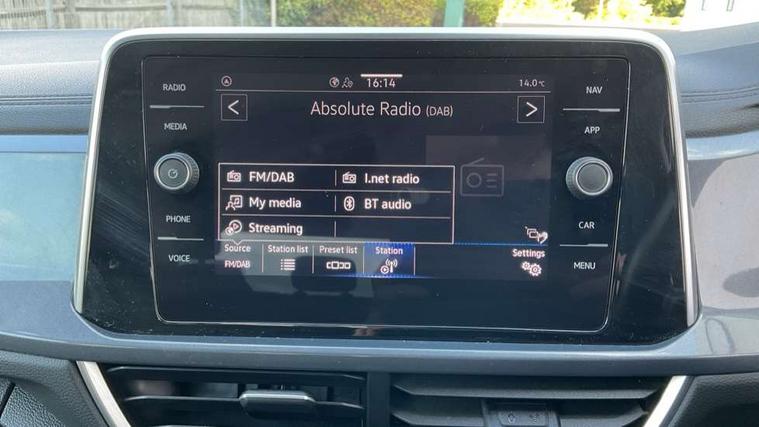 16:14
14.0°C
RADIO
MEDIA
PHONE
VOICE
Absolute Radio (DAB)
FM/DAB
I.net radio
My media
BT audio
Streaming
Source
FM/DAB
Station list
Preset list
Station
Settings
NAV
APP
CAR
MENU